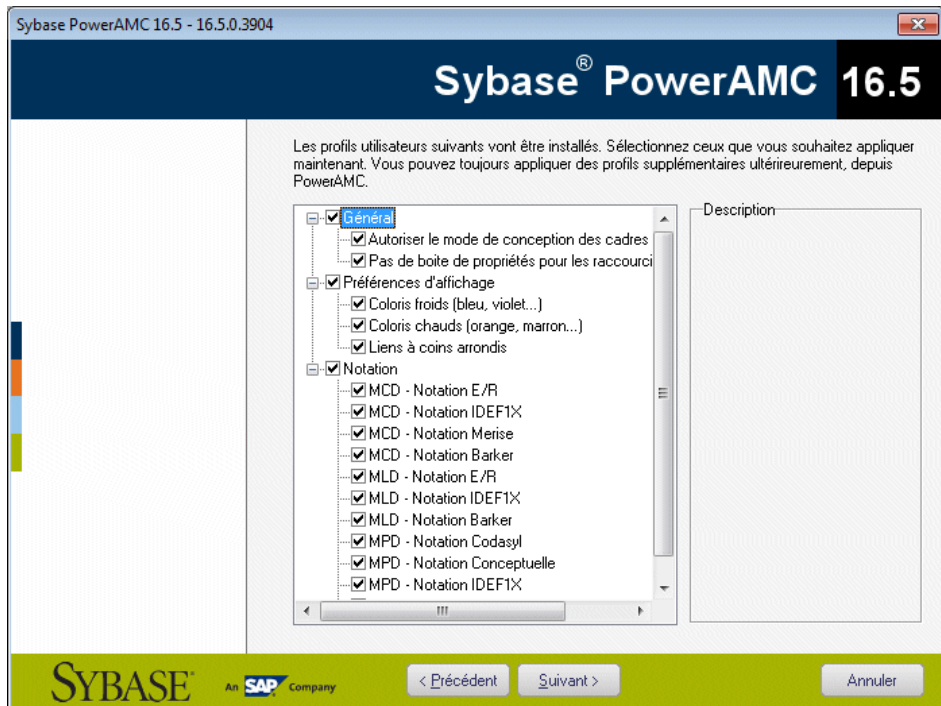 Sybase PowerAMC 16.5 - 16.5.0.3904
Sybase® PowerAMC 16.5
Les profils utilisateurs suivants vont être installés. Sélectionnez ceux que vous souhaitez appliquer
maintenant. Vous pouvez toujours appliquer des profils supplémentaires ultérireurement, depuis
PowerAMC.
Général
Autoriser le mode de conception des cadres
Pas de boite de propriétés pour les raccourci
Préférences d'affichage
Coloris froids (bleu, violet...)
Coloris chauds (orange, marron...)
Liens à coins arrondis
Notation
MCD - Notation E/R
MCD - Notation IDEF1X
MCD - Notation Merise
MCD - Notation Barker
MLD - Notation E/R
MLD - Notation IDEF1X
MLD - Notation Barker
MPD - Notation Codasyl
MPD - Notation Conceptuelle
MPD - Notation IDEF1X
Description
SYBASE An SAP Company
< Précédent
Suivant >
Annuler